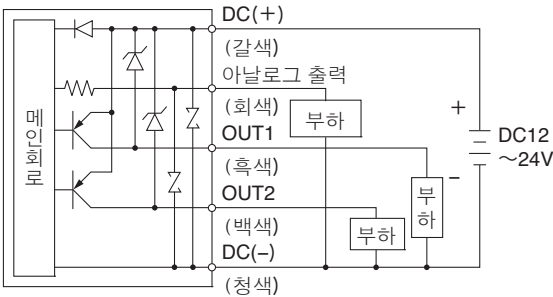 DC(+)
(갈색)
아날로그 출력
(회색)
부하
OUT1
(흑색)
OUT2
(백색)
부하
부하
DC(−)
(청색)
메인회로
+
DC12
～24V
−